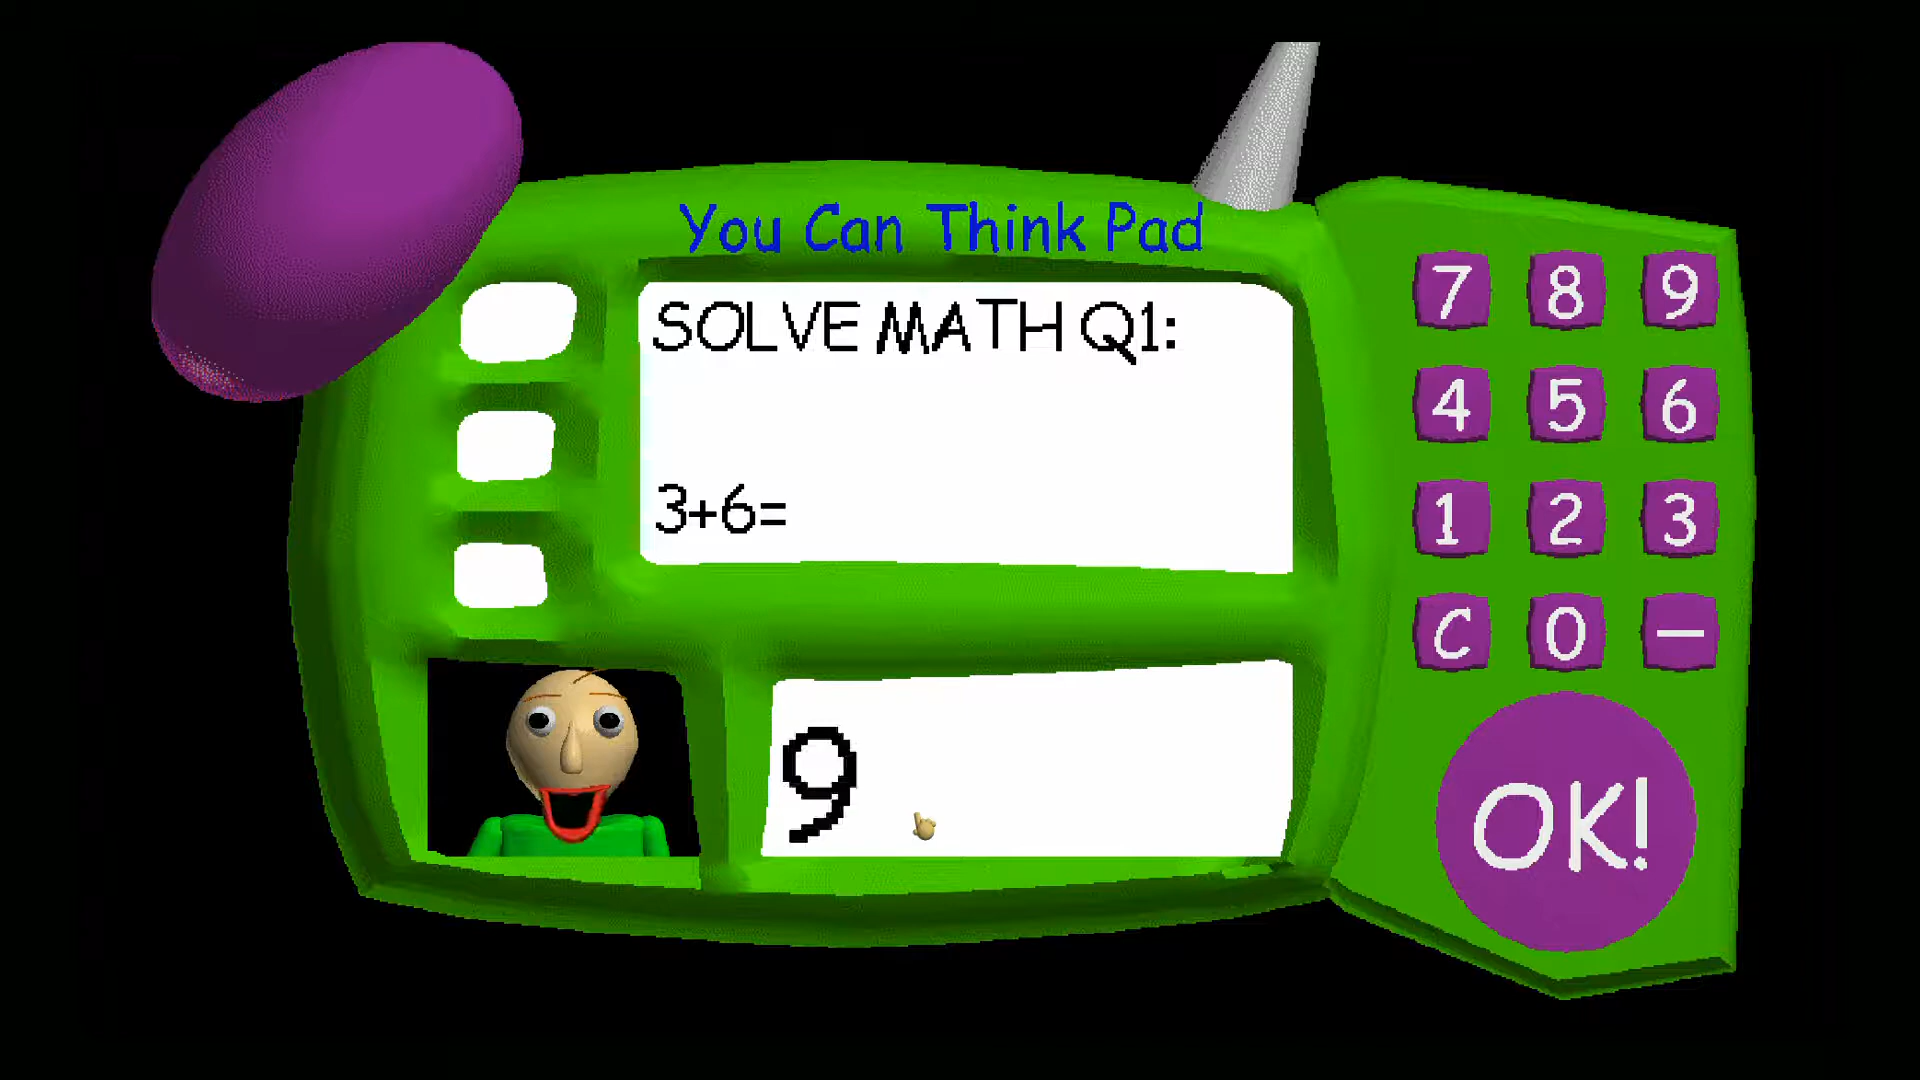 You Can Think Pad
SOLVE MATH Q1:
3+6=
9
7 8 9
4 5 6
1 2 3
C 0 −
OK!